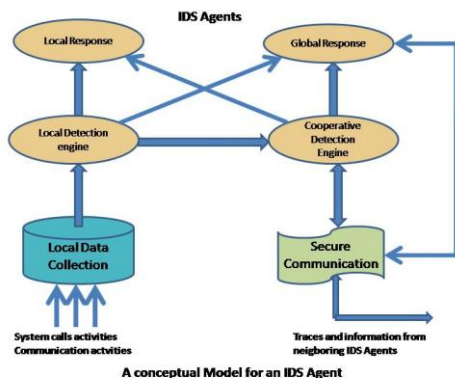 IDS Agents
Local Response
Global Response
Local Detection
engine
Cooperative
Detection
Engine
Local Data
Collection
Secure
Communication
System calls activities
Communication actvities
Traces and information from
neigboring IDS Agents
A conceptual Model for an IDS Agent